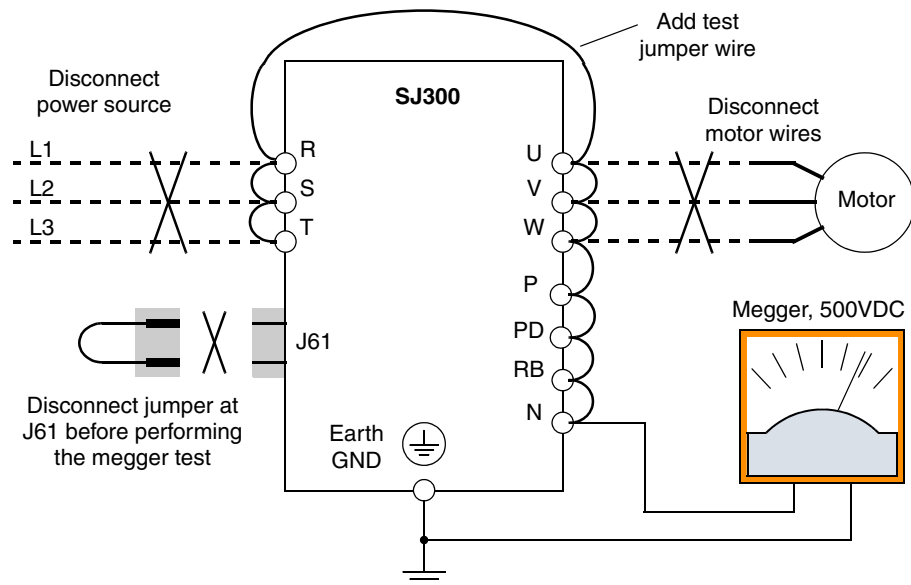 Add test
jumper wire
Disconnect
power source
SJ300
Disconnect
motor wires
L1
L2
L3
R
S
T
U
V
W
P
PD
RB
N
Motor
J61
Megger, 500VDC
Disconnect jumper at
J61 before performing
the megger test
Earth
GND